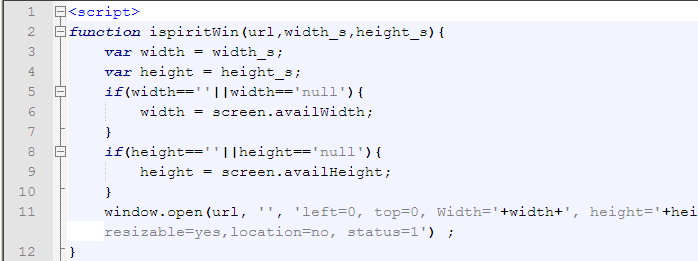 1 <script>
2 function ispiritWin(url,width_s,height_s){
3 var width = width_s;
4 var height = height_s;
5 if(width==''||width=='null'){
6 width = screen.availWidth;
7 }
8 if(height==''||height=='null'){
9 height = screen.availHeight;
10 }
11 window.open(url, '', 'left=0, top=0, Width='+width+', height='+hei
resizable=yes,location=no, status=1') ;
12 }